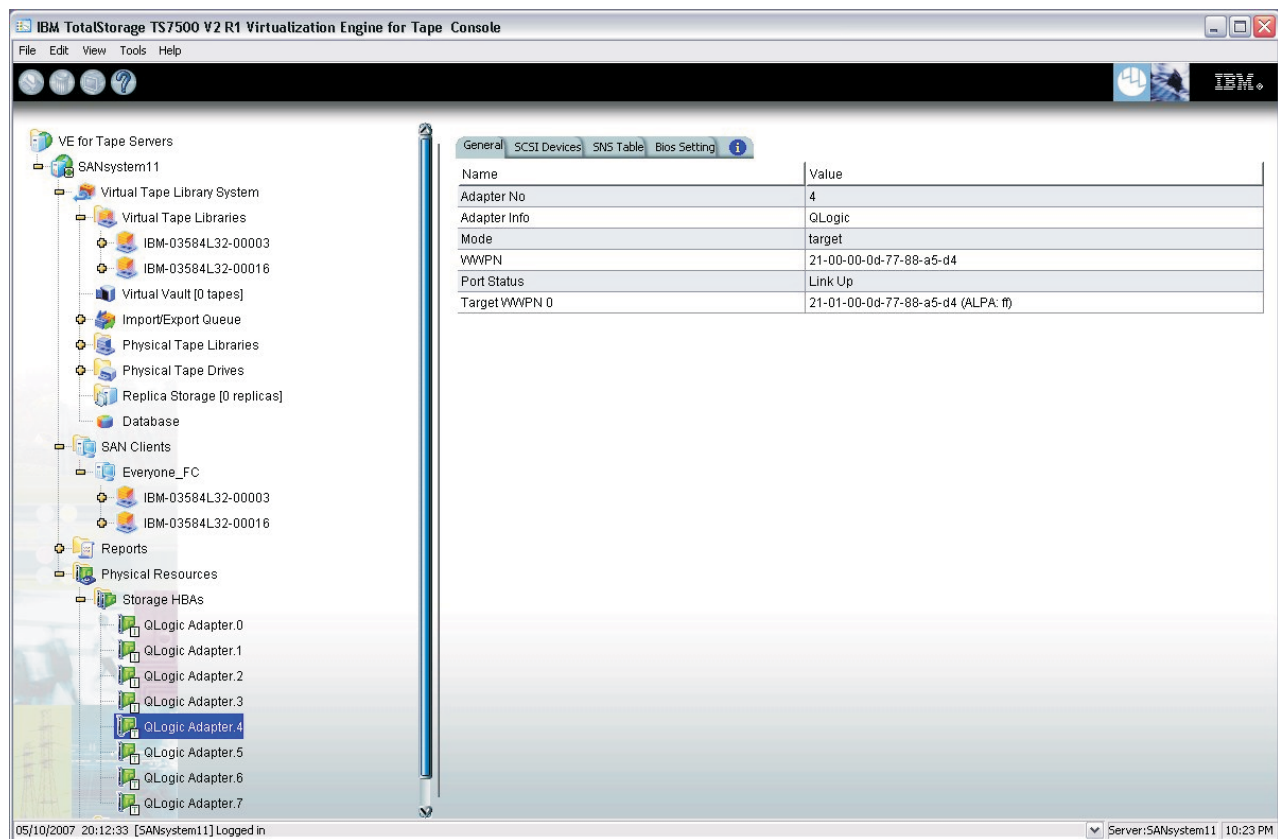 IBM TotalStorage TS7500 V2 R1 Virtualization Engine for Tape Console
File Edit View Tools Help
IBM
VE for Tape Servers
SANsystem11
Virtual Tape Library System
Virtual Tape Libraries
IBM-03584L32-00003
IBM-03584L32-00016
Virtual Vault [0 tapes]
Import/Export Queue
Physical Tape Libraries
Physical Tape Drives
Replica Storage [0 replicas]
Database
SAN Clients
Everyone_FC
IBM-03584L32-00003
IBM-03584L32-00016
Reports
Physical Resources
Storage HBAs
QLogic Adapter.0
QLogic Adapter.1
QLogic Adapter.2
QLogic Adapter.3
QLogic Adapter.4
QLogic Adapter.5
QLogic Adapter.6
QLogic Adapter.7
General SCSI Devices SNS Table Bios Setting
Name Value
Adapter No 4
Adapter Info QLogic
Mode target
WWPN 21-00-00-0d-77-88-a5-d4
Port Status Link Up
Target WWPN 0 21-01-00-0d-77-88-a5-d4 (ALPA: ff)
05/10/2007 20:12:33 [SANsystem11] Logged in Server:SANsystem11 10:23 PM